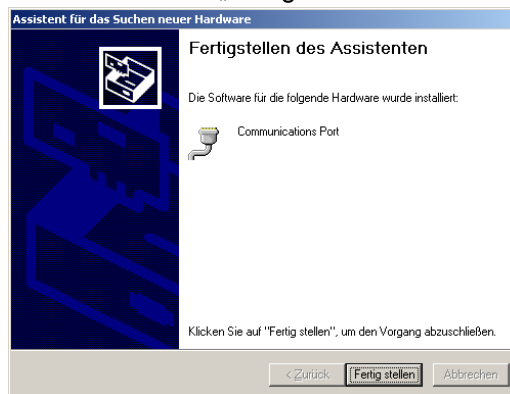 Assistent für das Suchen neuer Hardware
Fertigstellen des Assistenten
Die Software für die folgende Hardware wurde installiert:
Communications Port
Klicken Sie auf "Fertig stellen", um den Vorgang abzuschließen.
< Zurück Fertig stellen Abbrechen